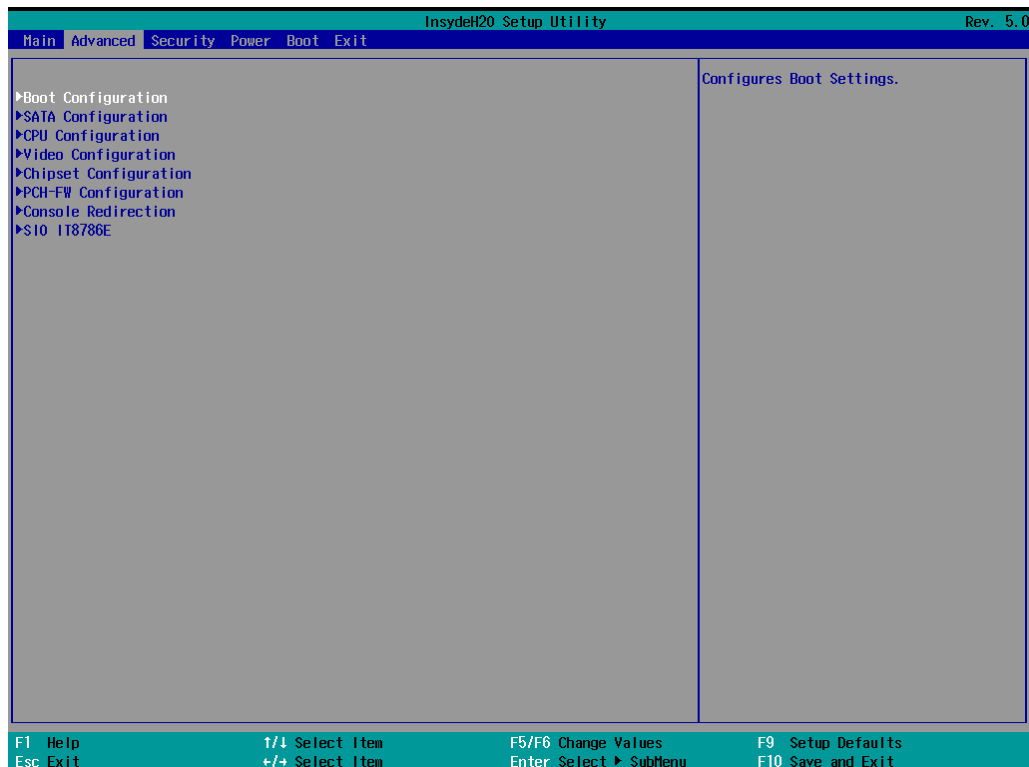 InsydeH20 Setup Utility Rev. 5.0
Main Advanced Security Power Boot Exit
Configures Boot Settings.
▶Boot Configuration
▶SATA Configuration
▶CPU Configuration
▶Video Configuration
▶Chipset Configuration
▶PCH-FW Configuration
▶Console Redirection
▶SIO IT8786E
F1 Help ↑/↓ Select Item F5/F6 Change Values F9 Setup Defaults
Esc Exit ←/→ Select Item Enter Select ▶ SubMenu F10 Save and Exit